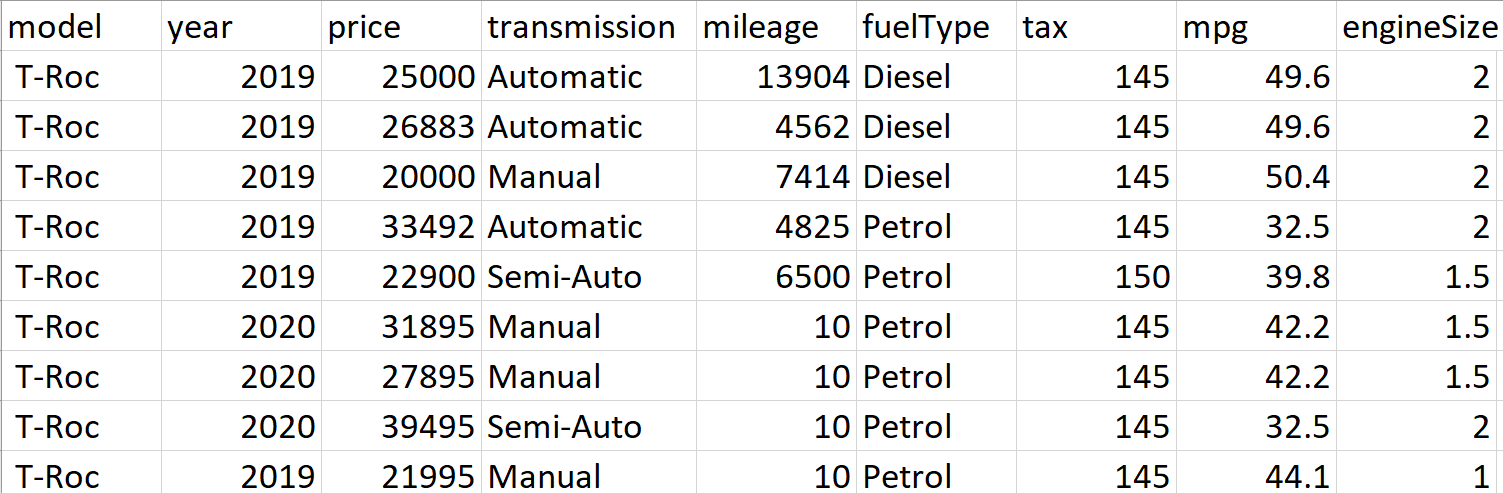 model year price transmission mileage fuelType tax mpg engineSize
T-Roc 2019 25000 Automatic 13904 Diesel 145 49.6 2
T-Roc 2019 26883 Automatic 4562 Diesel 145 49.6 2
T-Roc 2019 20000 Manual 7414 Diesel 145 50.4 2
T-Roc 2019 33492 Automatic 4825 Petrol 145 32.5 2
T-Roc 2019 22900 Semi-Auto 6500 Petrol 150 39.8 1.5
T-Roc 2020 31895 Manual 10 Petrol 145 42.2 1.5
T-Roc 2020 27895 Manual 10 Petrol 145 42.2 1.5
T-Roc 2020 39495 Semi-Auto 10 Petrol 145 32.5 2
T-Roc 2019 21995 Manual 10 Petrol 145 44.1 1